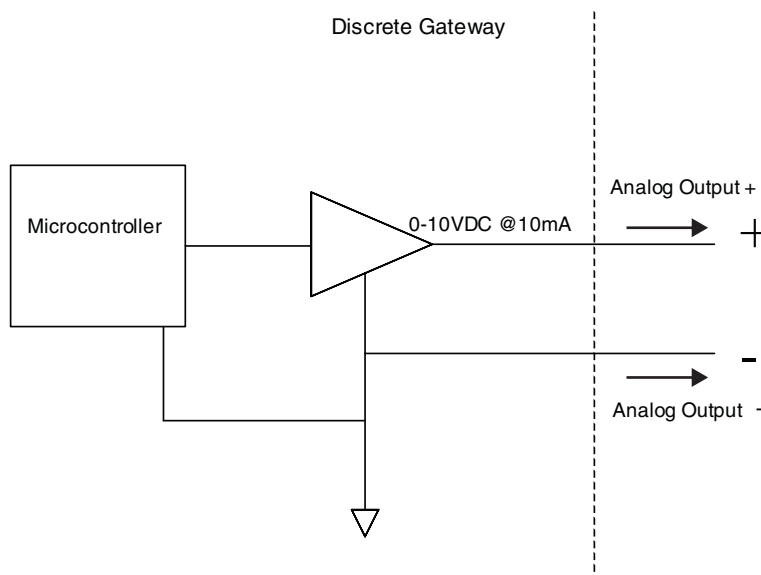 Discrete Gateway
Analog Output +
Microcontroller
0-10VDC @10mA
+
-
Analog Output -